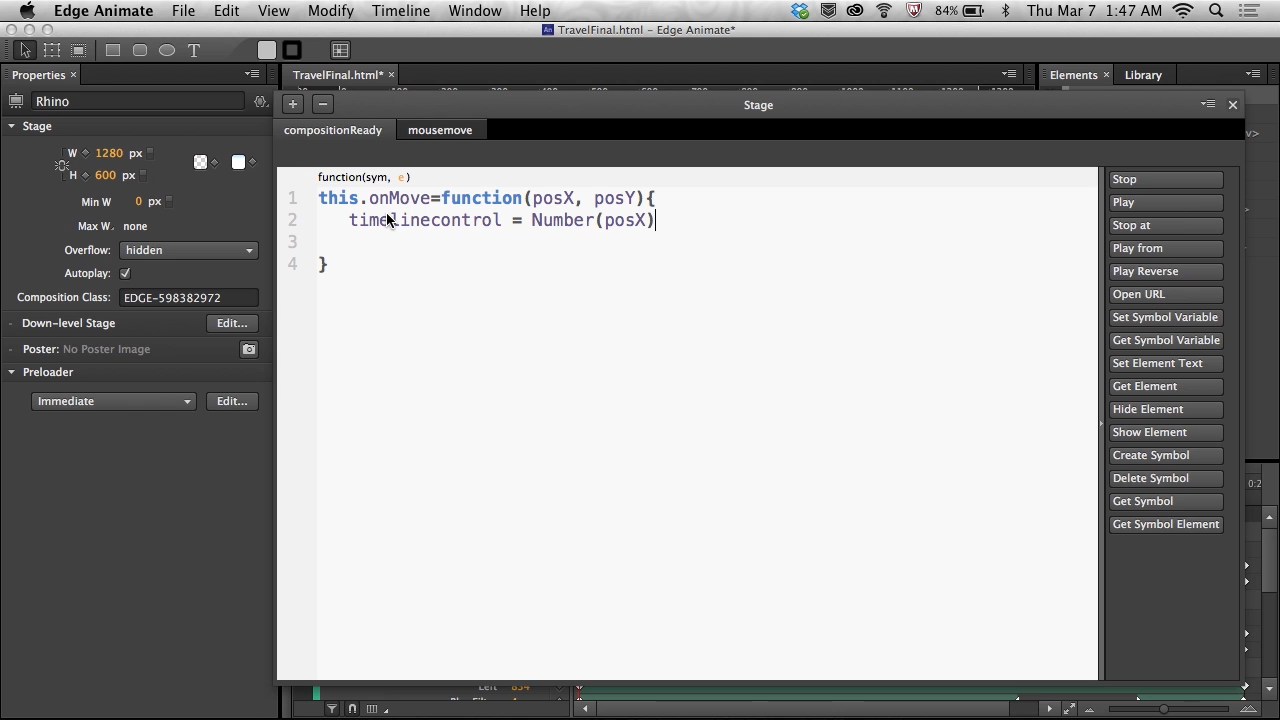 Edge Animate File Edit View Modify Timeline Window Help 84% Thu Mar 7 1:47 AM
An TravelFinal.html – Edge Animate*
T
Properties × TravelFinal.html* × Elements × Library
Rhino
Stage
+ − Stage ×
compositionReady mousemove
W 1280 px
H 600 px
Min W 0 px
Max W. none
Overflow: hidden
Autoplay:
Composition Class: EDGE-598382972
Down-level Stage Edit...
Poster: No Poster Image
Preloader
Immediate Edit...
function(sym, e)
1 this.onMove=function(posX, posY){
2 timelinecontrol = Number(posX)
3
4 }
Stop
Play
Stop at
Play from
Play Reverse
Open URL
Set Symbol Variable
Get Symbol Variable
Set Element Text
Get Element
Hide Element
Show Element
Create Symbol
Delete Symbol
Get Symbol
Get Symbol Element
v>
0:2
Left 834